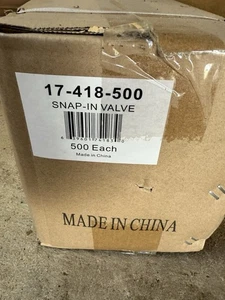 17-418-500
SNAP-IN VALVE
500 Each
Made in China
MADE IN CHINA